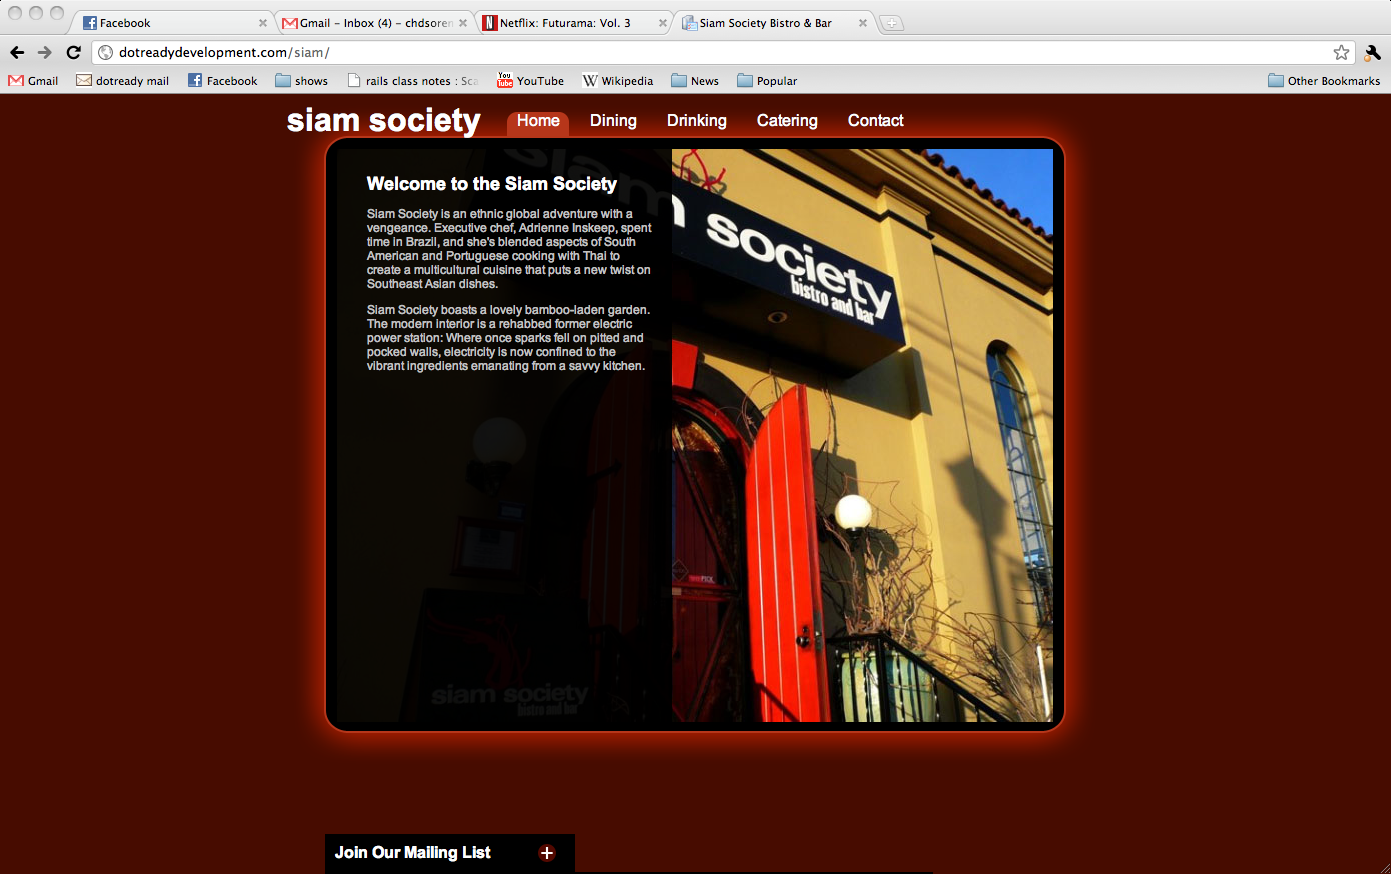 Facebook
Gmail - Inbox (4) - chdsoren
Netflix: Futurama: Vol. 3
Siam Society Bistro & Bar
dotreadydevelopment.com/siam/
Gmail
dotready mail
Facebook
shows
rails class notes : Sca
You Tube YouTube
W Wikipedia
News
Popular
Other Bookmarks
siam society
Home
Dining
Drinking
Catering
Contact
Welcome to the Siam Society
Siam Society is an ethnic global adventure with a
vengeance. Executive chef, Adrienne Inskeep, spent
time in Brazil, and she's blended aspects of South
American and Portuguese cooking with Thai to
create a multicultural cuisine that puts a new twist on
Southeast Asian dishes.
Siam Society boasts a lovely bamboo-laden garden.
The modern interior is a rehabbed former electric
power station: Where once sparks fell on pitted and
pocked walls, electricity is now confined to the
vibrant ingredients emanating from a savvy kitchen.
siam society
bistro and bar
siam society
bistro and bar
Join Our Mailing List